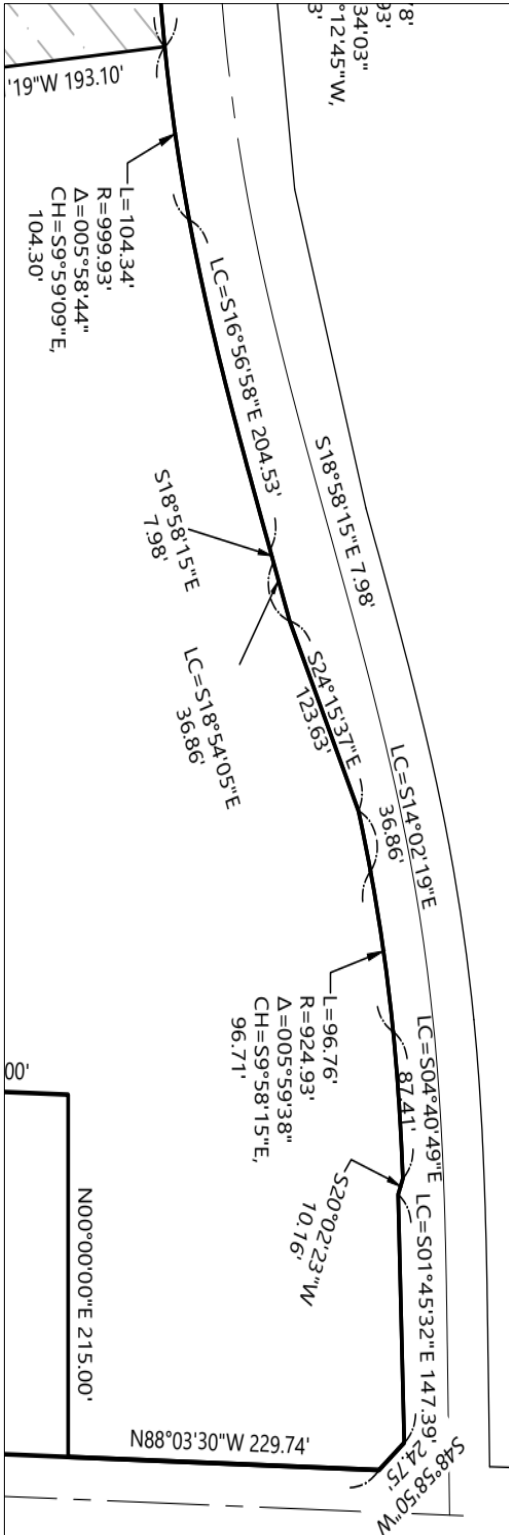 '8"
93'
34'03"
°12'45"W,
3'
'19"W 193.10'
L=104.34'
R=999.93'
Δ=005°58'44"
CH=S9°59'09"E,
104.30'
LC=S16°56'58"E 204.53'
S18°58'15"E 7.98'
S18°58'15"E
7.98'
LC=S18°54'05"E
36.86'
S24°15'37"E
123.63'
LC=S14°02'19"E
36.86'
L=96.76'
R=924.93'
Δ=005°59'38"
CH=S9°58'15"E,
96.71'
LC=S04°40'49"E
87.41'
S20°02'23"W
10.16'
LC=S01°45'32"E 147.39'
00'
N00°00'00"E 215.00'
N88°03'30"W 229.74'
S48°58'50"W
24.75'